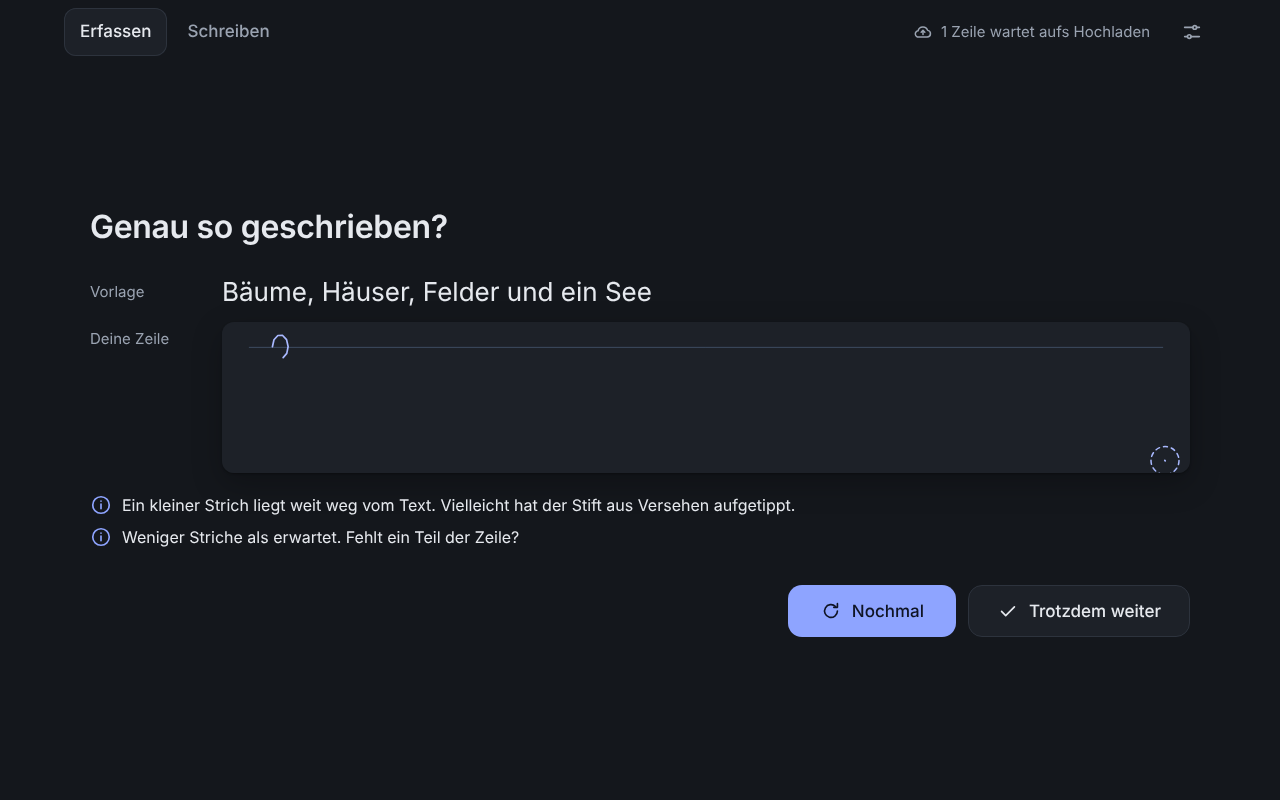 Erfassen
Schreiben
1 Zeile wartet aufs Hochladen
Genau so geschrieben?
Vorlage
Bäume, Häuser, Felder und ein See
Deine Zeile
Ein kleiner Strich liegt weit weg vom Text. Vielleicht hat der Stift aus Versehen aufgetippt.
Weniger Striche als erwartet. Fehlt ein Teil der Zeile?
Nochmal
Trotzdem weiter